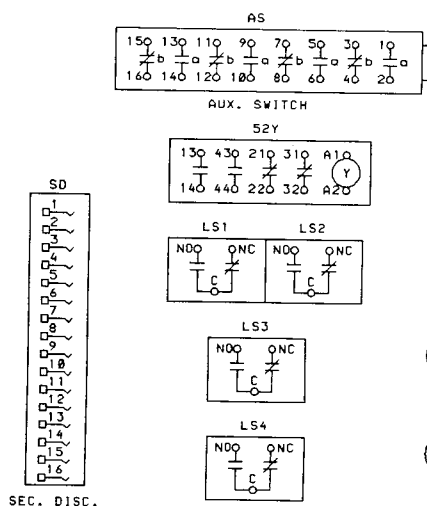 AS
15 13 11 9 7 5 3 1
b a b a b a b a
16 14 12 10 8 6 4 2
AUX. SWITCH
52Y
13 43 21 31 A1
Y
14 44 22 32 A2
SD
1
2
3
4
5
6
7
8
9
10
11
12
13
14
15
16
SEC. DISC.
LS1 LS2
NO NC NO NC
C C
LS3
NO NC
C
LS4
NO NC
C